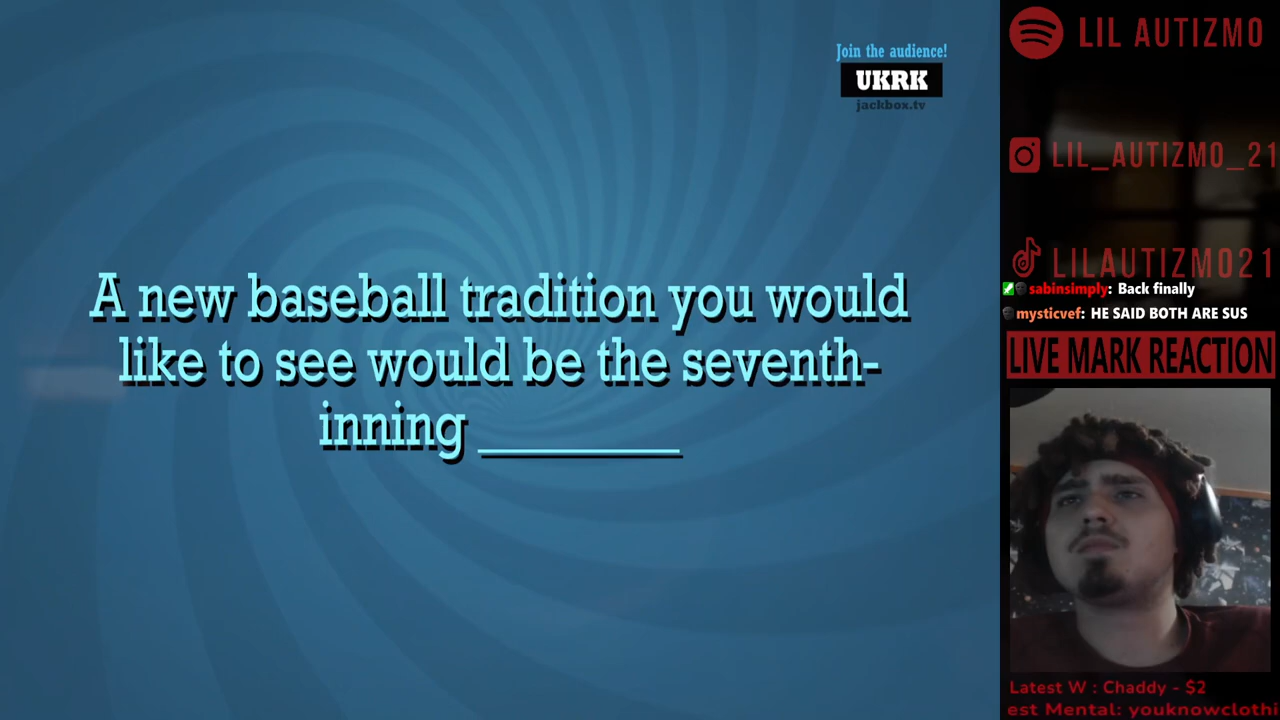 Join the audience!
UKRK
jackbox.tv
A new baseball tradition you would
like to see would be the seventh-
inning ________
LIL AUTIZMO
LIL_AUTIZMO_21
LILAUTIZMO21
sabinsimply: Back finally
mysticvef: HE SAID BOTH ARE SUS
LIVE MARK REACTION
Latest W : Chaddy - $2
est Mental: youknowclothi